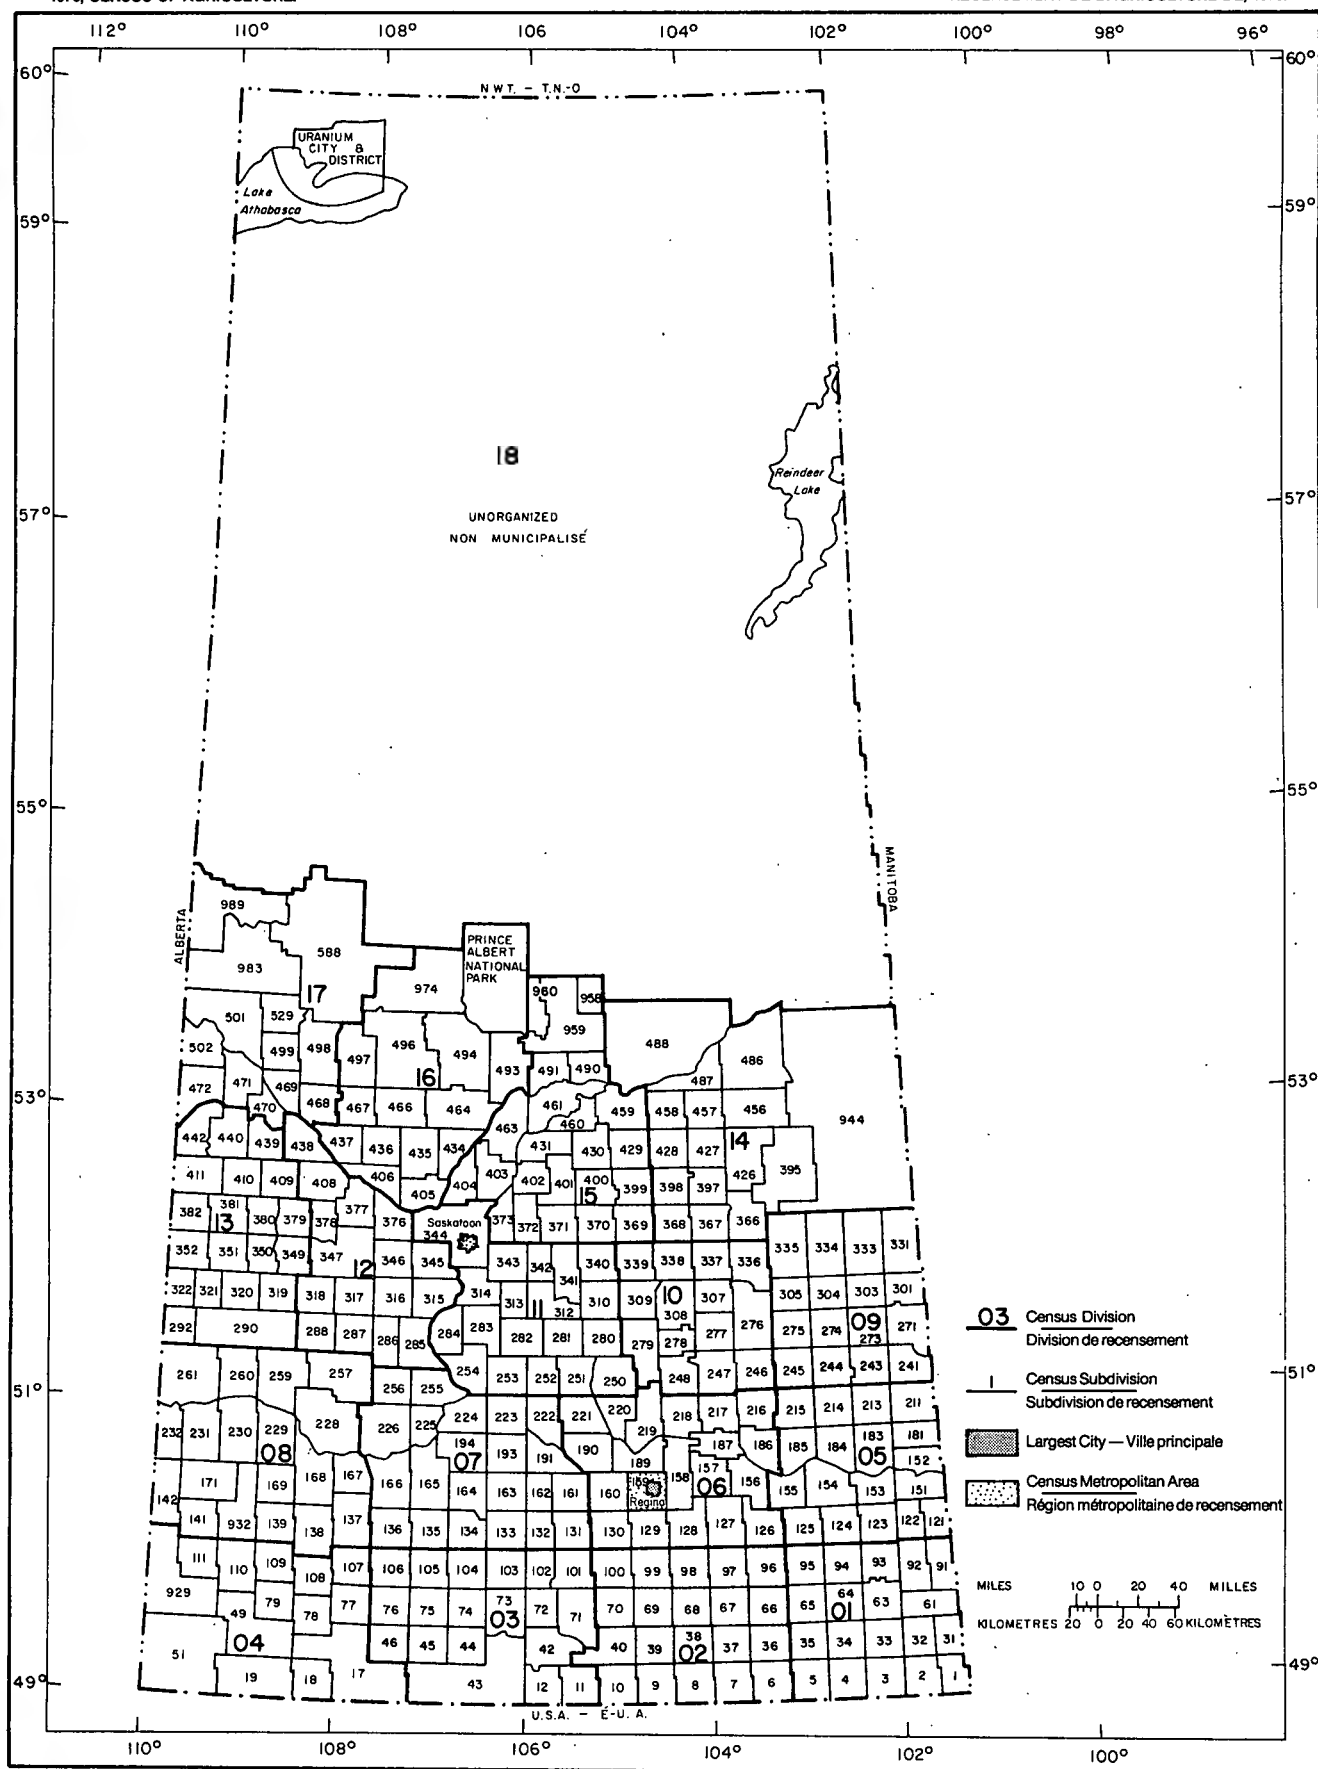 112° 110° 108° 106° 104° 102° 100° 98° 96°
60° 60°
NWT. – T.N.-O
URANIUM
CITY &
DISTRICT
Lake
Athabasca
59° 59°
Reindeer
Lake
18
57° 57°
UNORGANIZED
NON MUNICIPALISÉ
55° 55°
MANITOBA
ALBERTA
989
588
983
17
PRINCE
ALBERT
NATIONAL
PARK
974
960 958
959
501 529
488
486
502 499 498 497 496 494
493 491 490
487
16
472 471 469
53° 53°
470 468 467 466 464
461 459 458 457 456
944
463 460
442 440 439 438 437 436 435 434
431 430 429 428 427
14
411 410 409 408 406
405 404 403 402 401 400 399 398 397
426 395
15
382 381 380 379 378 377 376
13
Saskatoon
344
373 372 371 370 369 368 367 366
352 351 350 349 347
12
346 345
343 342 341 340 339 338 337 336
335 334 333 331
322 321 320 319 318 317 316 315
314 313 312 310 309 308 307
11
10
305 304 303 301
292 290 288 287 286 285 284 283
282 281 280 279 278 277 276
275 274 273 271
09
261 260 259 257 256 255 254
253 252 251 250 248 247 246
245 244 243 241
51° 51°
232 231 230 229 228 226 225 224
223 222 221 220 219 218 217 216
215 214 213 211
08
194 193 191 190 189 187 186 185 184 183 181
07
05
171 169 168 167 166 165 164 163 162 161 160 159 158 157 156 155 154 153 152 151
Regina
06
142 141 932 139 138 137 136 135 134 133 132 131 130 129 128 127 126 125 124 123 122 121
111 110 109 108 107 106 105 104 103 102 101 100 99 98 97 96 95 94 93 92 91
929 49 79 78 77 76 75 74 73 72 71 70 69 68 67 66 65 64 63 61
03
01
51
04
46 45 44 42 40 39 38 37 36 35 34 33 32 31
02
19 18 17 43 12 11 10 9 8 7 6 5 4 3 2 1
49° 49°
U.S.A. – É-U. A.
110° 108° 106° 104° 102° 100°
03 Census Division
Division de recensement
1 Census Subdivision
Subdivision de recensement
Largest City — Ville principale
Census Metropolitan Area
Région métropolitaine de recensement
MILES 10 0 20 40 MILLES
KILOMETRES 20 0 20 40 60 KILOMÈTRES